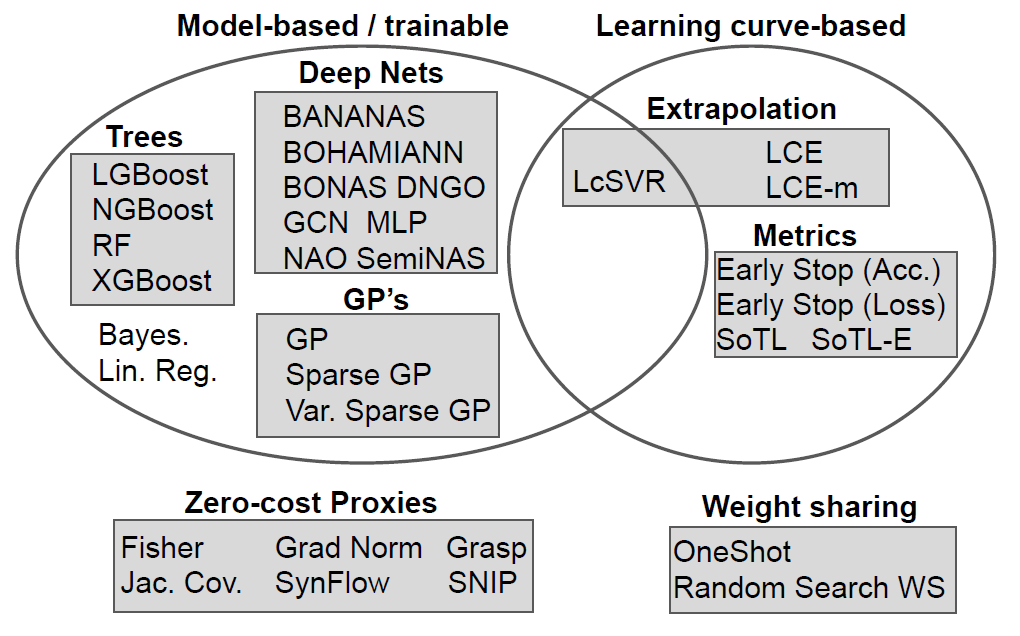 Model-based / trainable
Learning curve-based
Deep Nets
BANANAS
BOHAMIANN
BONAS DNGO
GCN MLP
NAO SemiNAS
Trees
LGBoost
NGBoost
RF
XGBoost
Bayes.
Lin. Reg.
GP's
GP
Sparse GP
Var. Sparse GP
Extrapolation
LcSVR
LCE
LCE-m
Metrics
Early Stop (Acc.)
Early Stop (Loss)
SoTL SoTL-E
Zero-cost Proxies
Fisher Grad Norm Grasp
Jac. Cov. SynFlow SNIP
Weight sharing
OneShot
Random Search WS